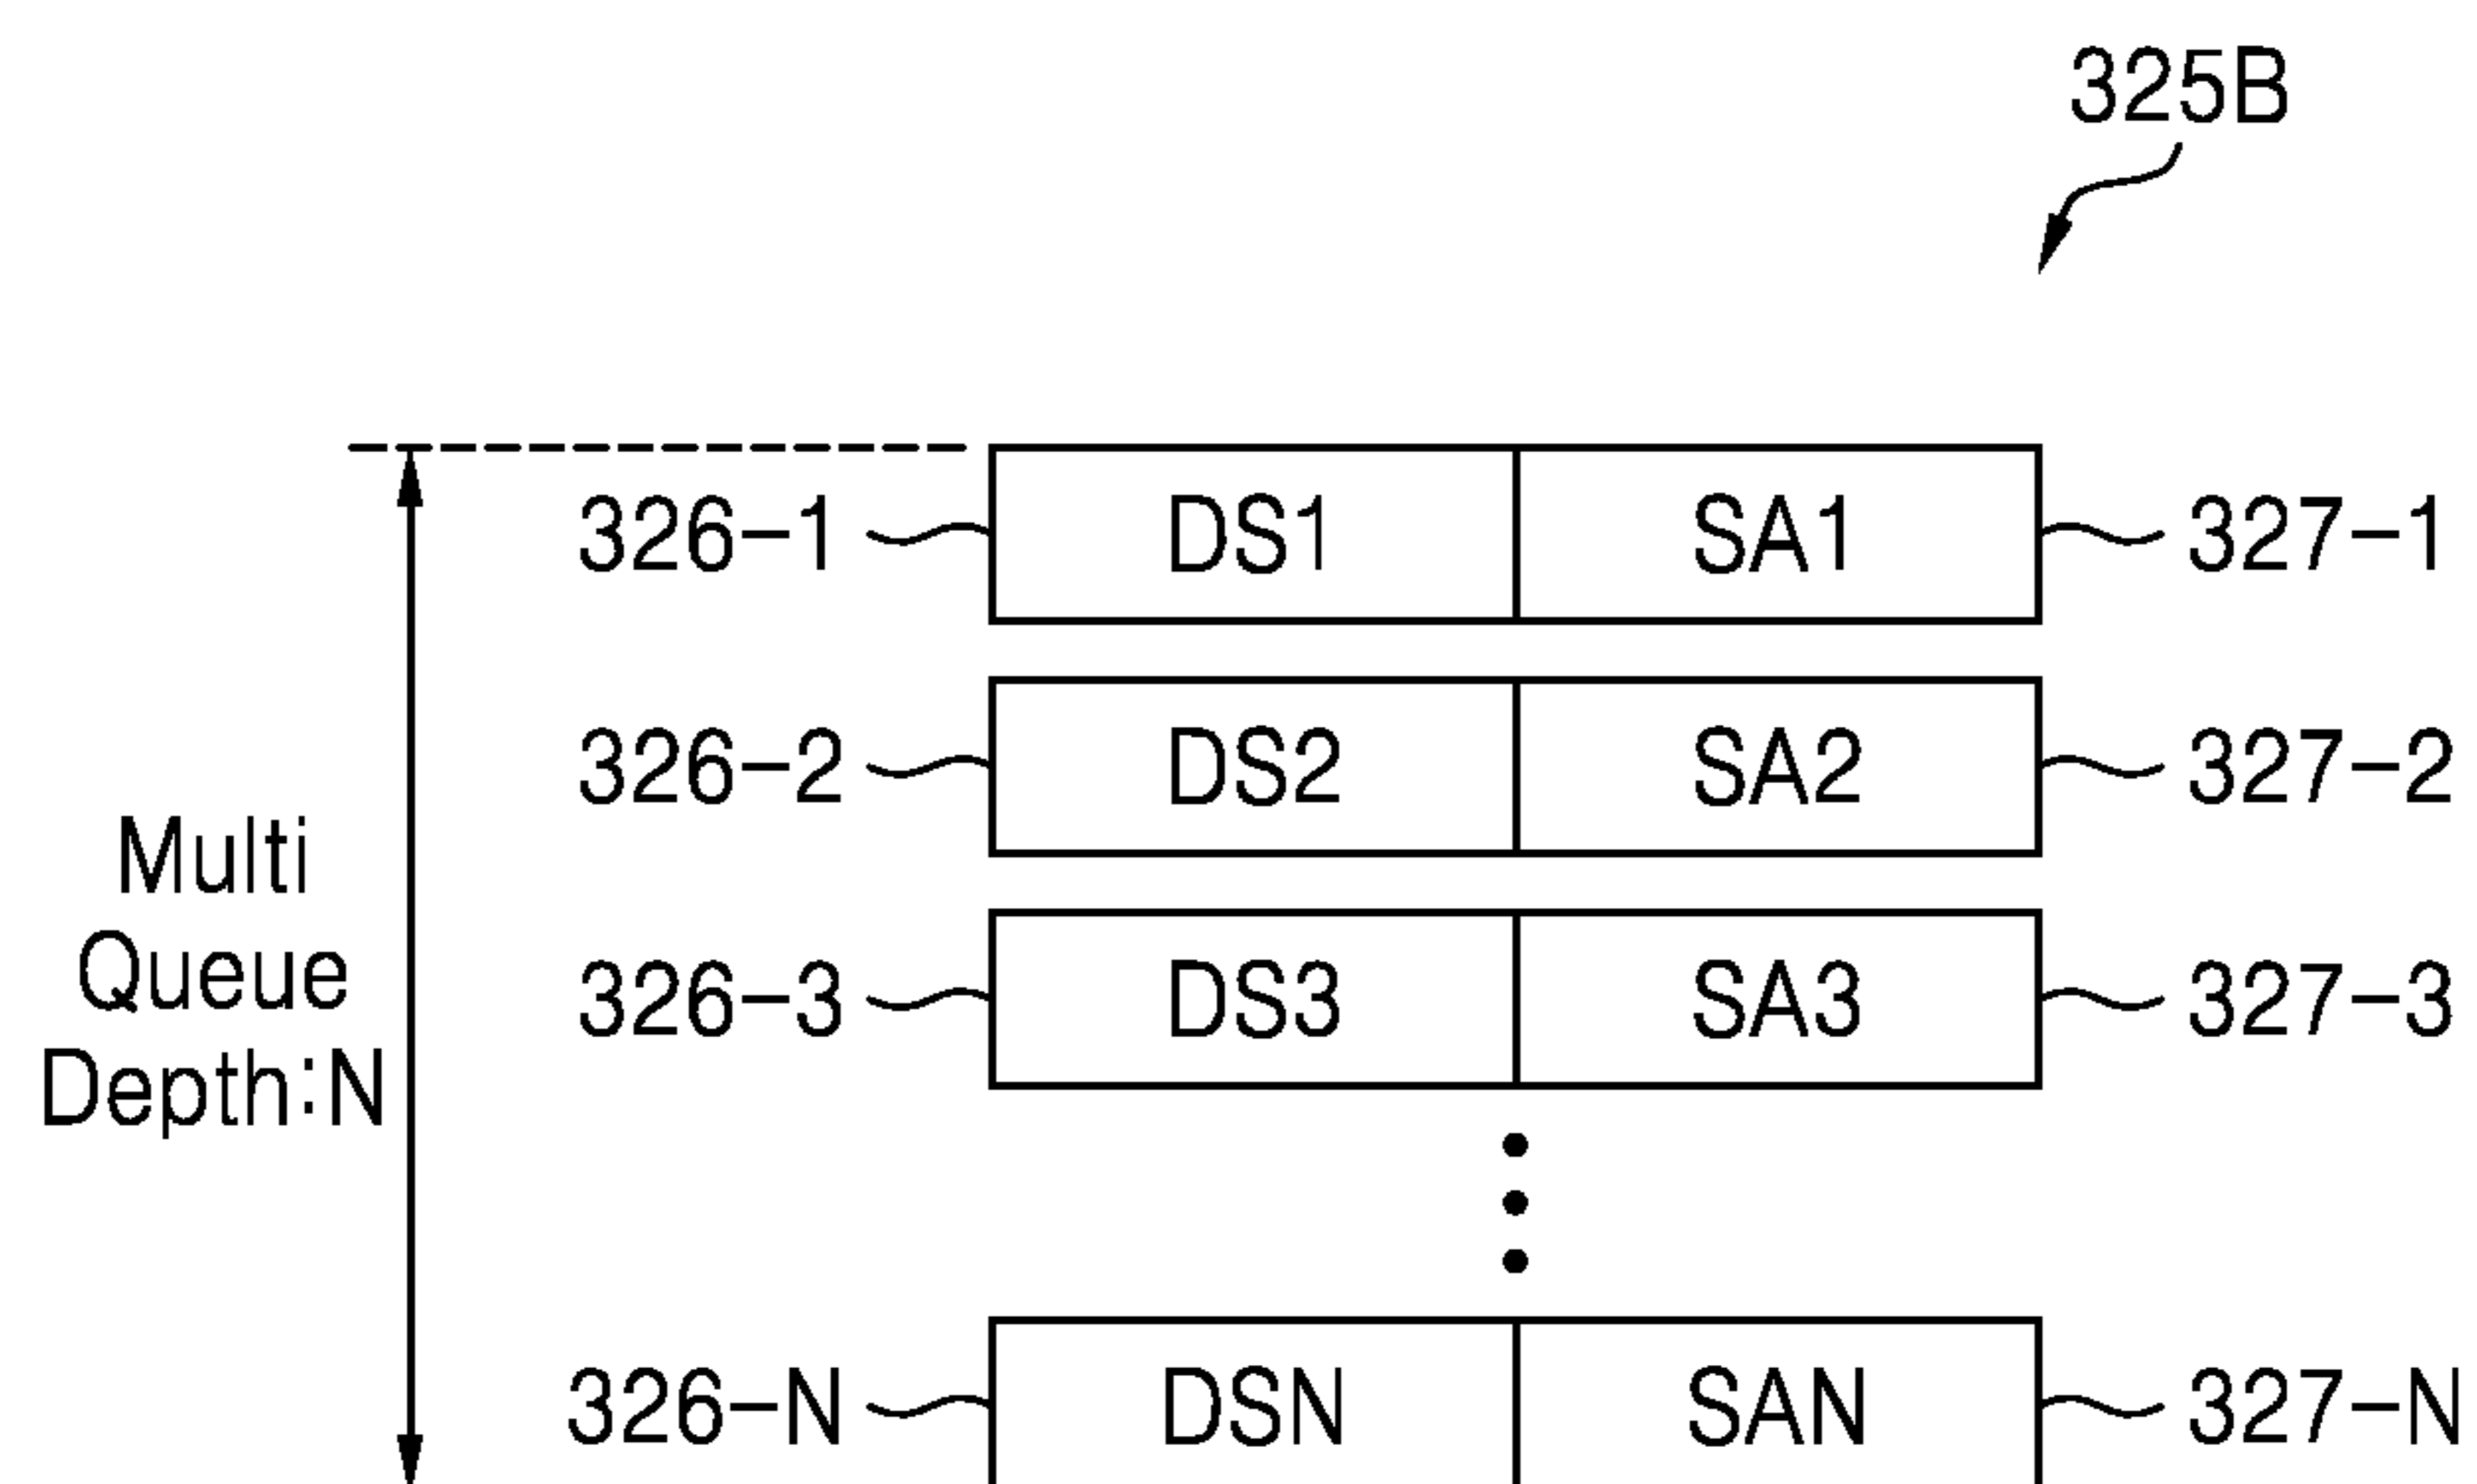 325B
326-1 DS1 SA1 327-1
326-2 DS2 SA2 327-2
Multi
Queue
Depth:N
326-3 DS3 SA3 327-3
326-N DSN SAN 327-N